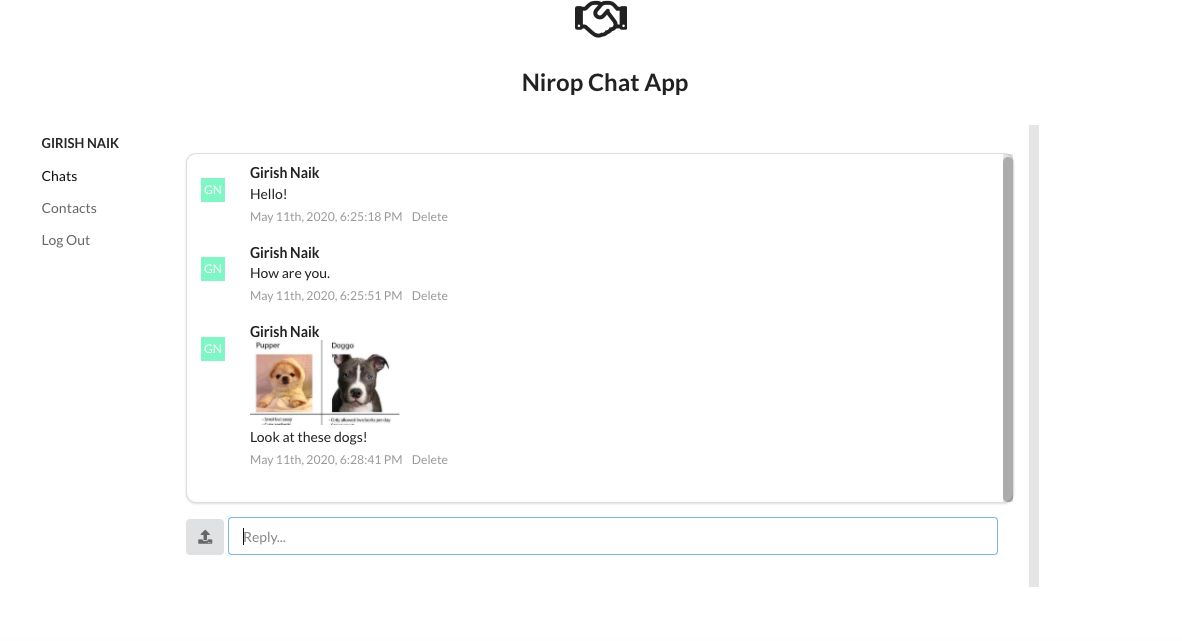 Nirop Chat App
GIRISH NAIK
Chats
Contacts
Log Out
GN
Girish Naik
Hello!
May 11th, 2020, 6:25:18 PM Delete
GN
Girish Naik
How are you.
May 11th, 2020, 6:25:51 PM Delete
GN
Girish Naik
Pupper Doggo
Look at these dogs!
May 11th, 2020, 6:28:41 PM Delete
Reply...